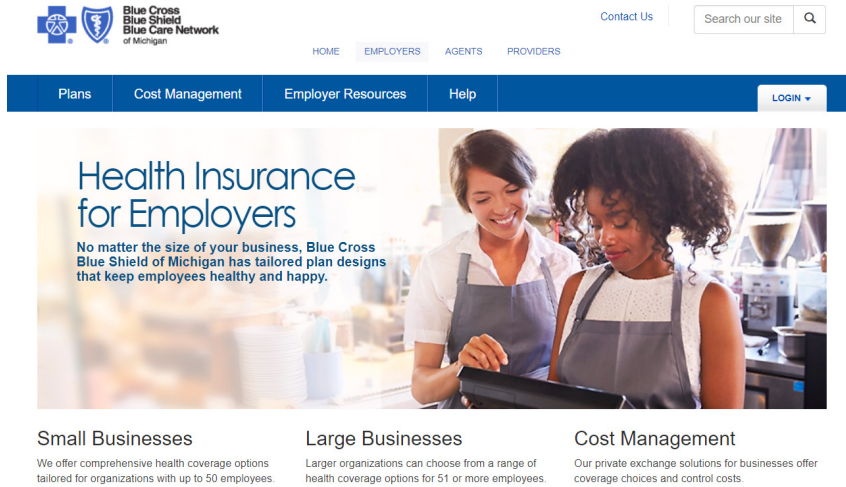 Blue Cross
Blue Shield
Blue Care Network
of Michigan
Contact Us
Search our site
HOME EMPLOYERS AGENTS PROVIDERS
Plans Cost Management Employer Resources Help
LOGIN
Health Insurance
for Employers
No matter the size of your business, Blue Cross
Blue Shield of Michigan has tailored plan designs
that keep employees healthy and happy.
Small Businesses
We offer comprehensive health coverage options
tailored for organizations with up to 50 employees.
Large Businesses
Larger organizations can choose from a range of
health coverage options for 51 or more employees.
Cost Management
Our private exchange solutions for businesses offer
coverage choices and control costs.